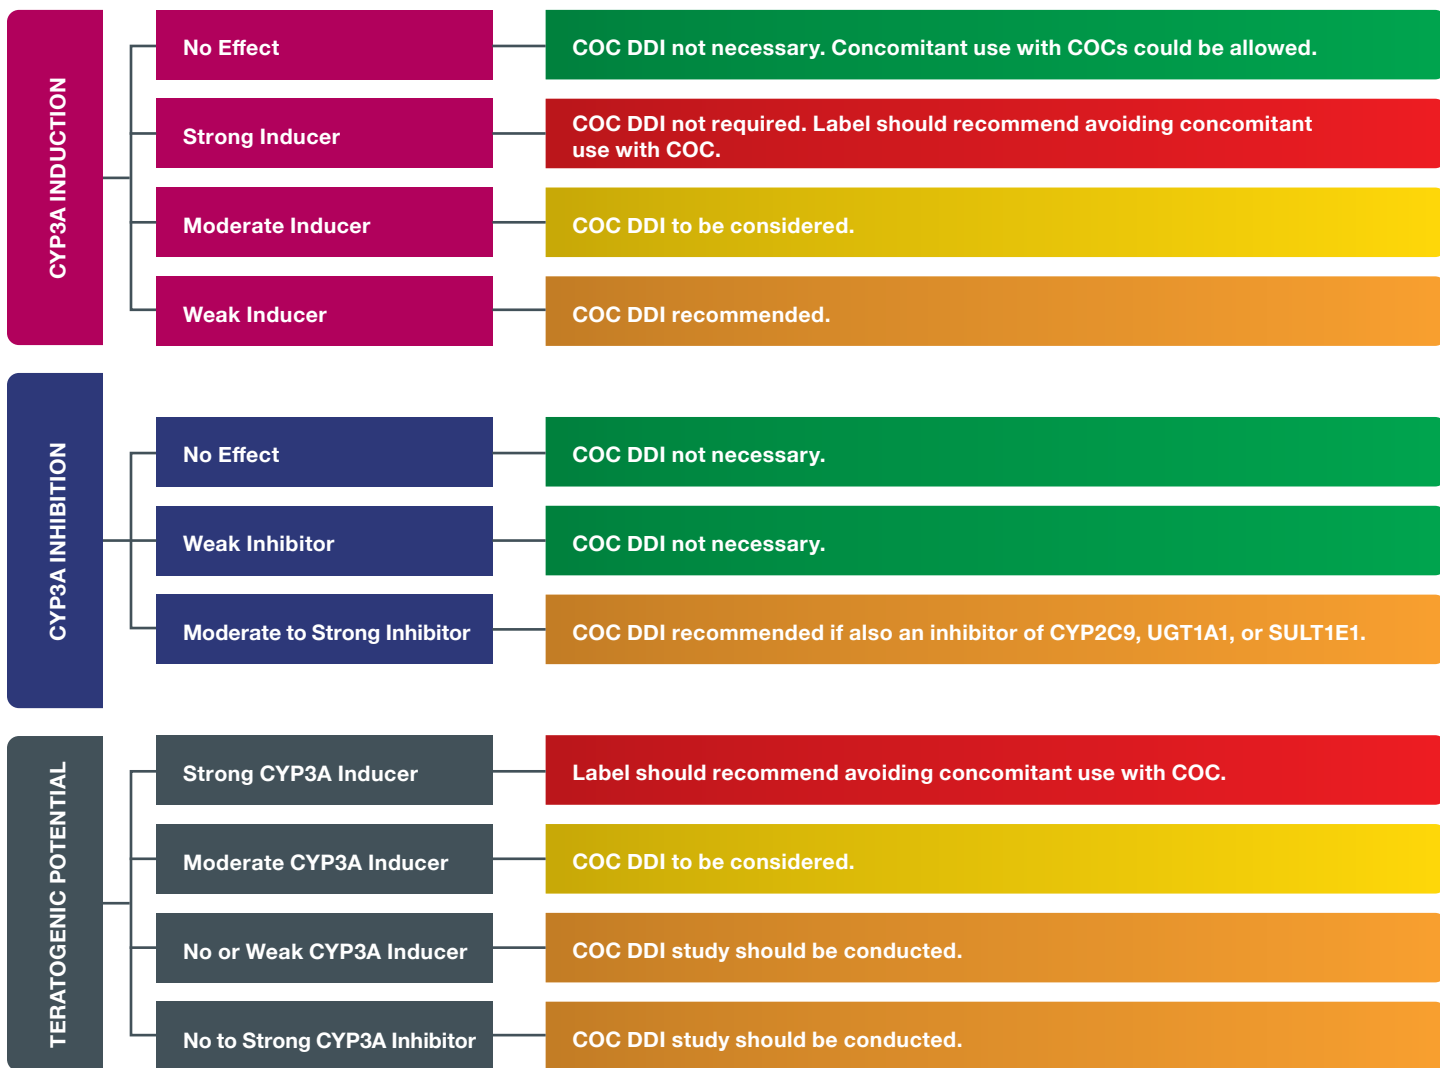 CYP3A INDUCTION
No Effect
COC DDI not necessary. Concomitant use with COCs could be allowed.
Strong Inducer
COC DDI not required. Label should recommend avoiding concomitant
use with COC.
Moderate Inducer
COC DDI to be considered.
Weak Inducer
COC DDI recommended.
CYP3A INHIBITION
No Effect
COC DDI not necessary.
Weak Inhibitor
COC DDI not necessary.
Moderate to Strong Inhibitor
COC DDI recommended if also an inhibitor of CYP2C9, UGT1A1, or SULT1E1.
TERATOGENIC POTENTIAL
Strong CYP3A Inducer
Label should recommend avoiding concomitant use with COC.
Moderate CYP3A Inducer
COC DDI to be considered.
No or Weak CYP3A Inducer
COC DDI study should be conducted.
No to Strong CYP3A Inhibitor
COC DDI study should be conducted.